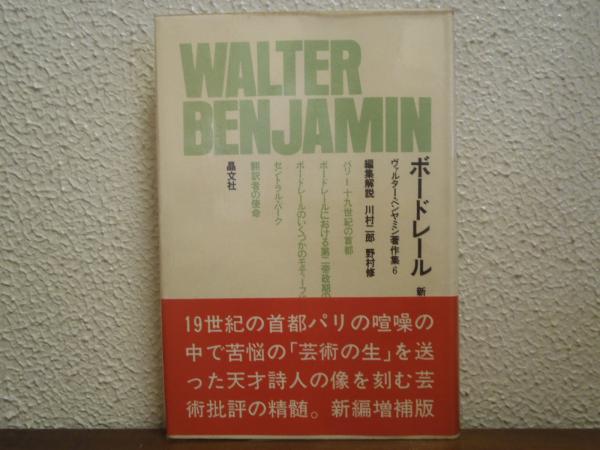 WALTER
BENJAMIN
ボードレール 新
ヴァルター・ベンヤミン著作集 6
編集解説 川村二郎 野村修
パリ―十九世紀の首都
ボードレールにおける第二帝政期の
ボードレールのいくつかのモティーフ
セントラル・パーク
翻訳者の使命
晶文社
19世紀の首都パリの喧噪の
中で苦悩の「芸術の生」を送
った天才詩人の像を刻む芸
術批評の精髄。新編増補版